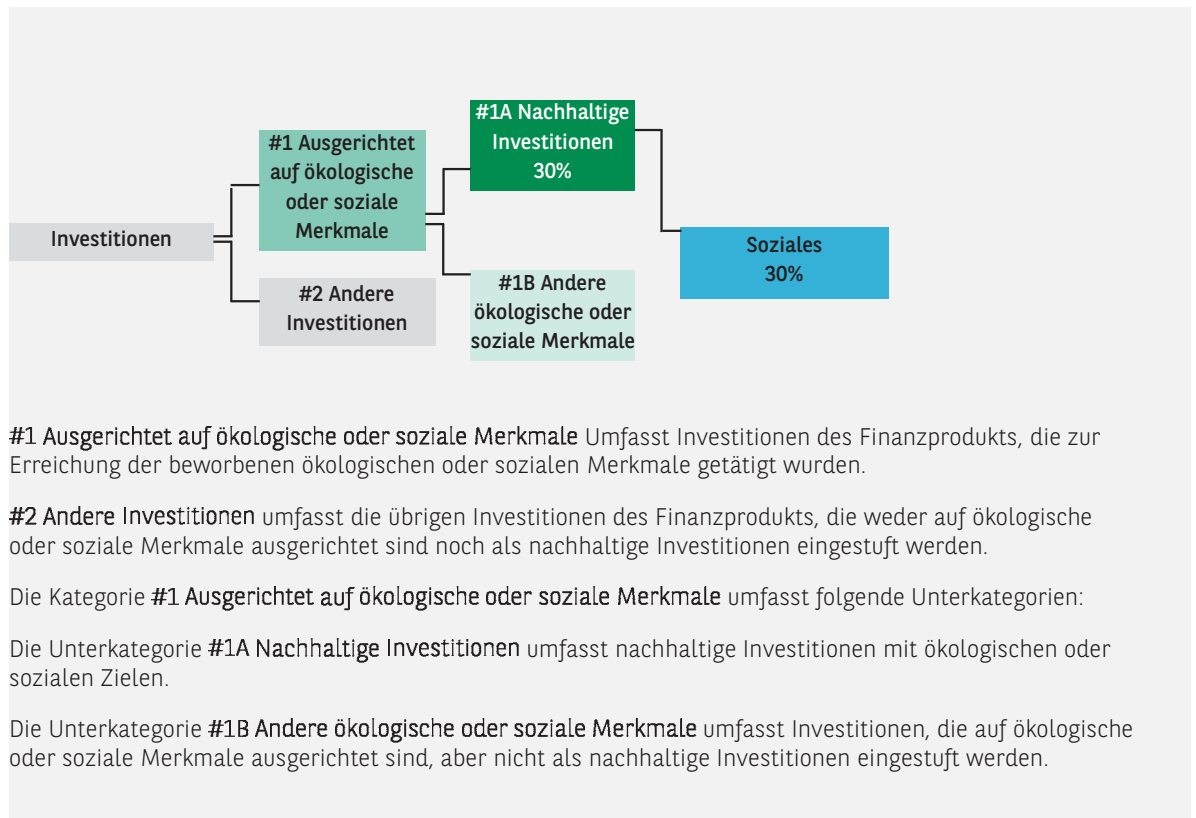 #1A Nachhaltige
Investitionen
30%
#1 Ausgerichtet
auf ökologische
oder soziale
Merkmale
Investitionen
Soziales
30%
#2 Andere
Investitionen
#1B Andere
ökologische oder
soziale Merkmale
#1 Ausgerichtet auf ökologische oder soziale Merkmale Umfasst Investitionen des Finanzprodukts, die zur
Erreichung der beworbenen ökologischen oder sozialen Merkmale getätigt wurden.
#2 Andere Investitionen umfasst die übrigen Investitionen des Finanzprodukts, die weder auf ökologische
oder soziale Merkmale ausgerichtet sind noch als nachhaltige Investitionen eingestuft werden.
Die Kategorie #1 Ausgerichtet auf ökologische oder soziale Merkmale umfasst folgende Unterkategorien:
Die Unterkategorie #1A Nachhaltige Investitionen umfasst nachhaltige Investitionen mit ökologischen oder
sozialen Zielen.
Die Unterkategorie #1B Andere ökologische oder soziale Merkmale umfasst Investitionen, die auf ökologische
oder soziale Merkmale ausgerichtet sind, aber nicht als nachhaltige Investitionen eingestuft werden.